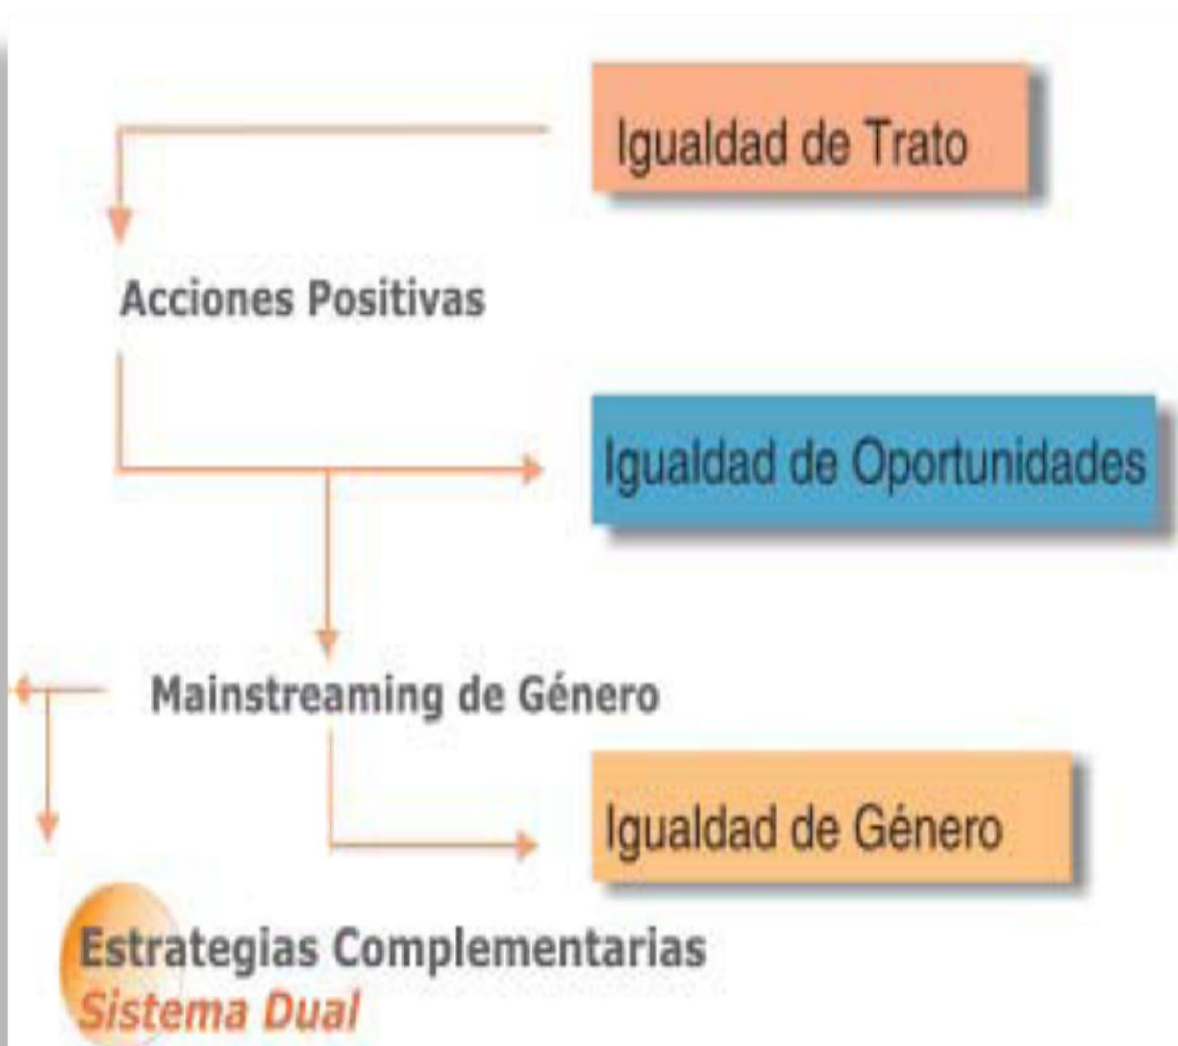 Igualdad de Trato
Acciones Positivas
Igualdad de Oportunidades
Mainstreaming de Género
Igualdad de Género
Estrategias Complementarias
Sistema Dual